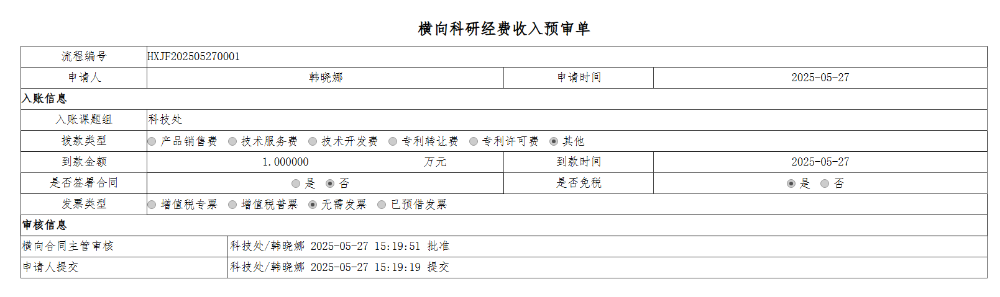 横向科研经费收入预审单
流程编号 HXJF202505270001
申请人 韩晓娜 申请时间 2025-05-27
入账信息
入账课题组 科技处
拨款类型 产品销售费 技术服务费 技术开发费 专利转让费 专利许可费 其他
到款金额 1.000000 万元 到款时间 2025-05-27
是否签署合同 是 否 是否免税 是 否
发票类型 增值税专票 增值税普票 无需发票 已预借发票
审核信息
横向合同主管审核 科技处/韩晓娜 2025-05-27 15:19:51 批准
申请人提交 科技处/韩晓娜 2025-05-27 15:19:19 提交